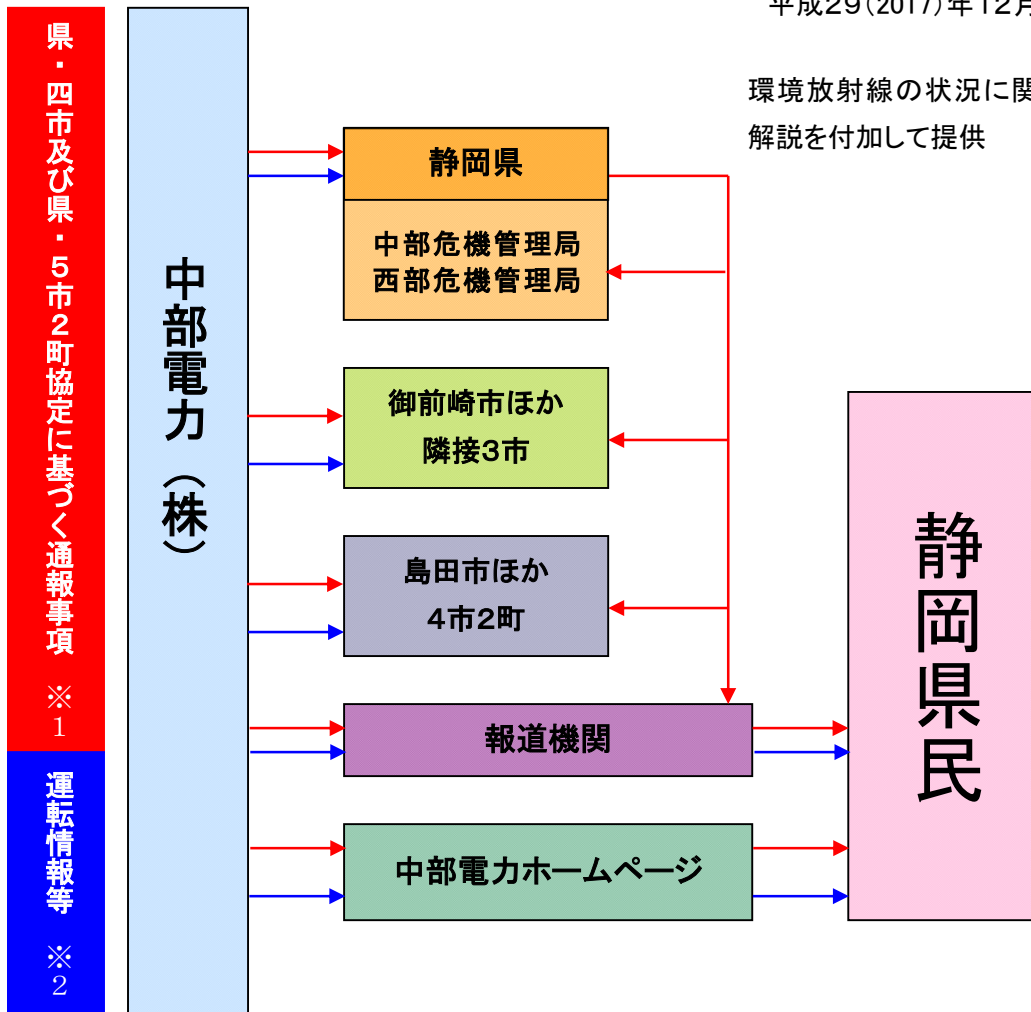 平成29(2017)年12月
環境放射線の状況に関
解説を付加して提供
県・四市及び県・5市2町協定に基づく通報事項 ※1
運転情報等 ※2
中部電力(株)
静岡県
中部危機管理局
西部危機管理局
御前崎市ほか
隣接3市
島田市ほか
4市2町
報道機関
中部電力ホームページ
静岡県民